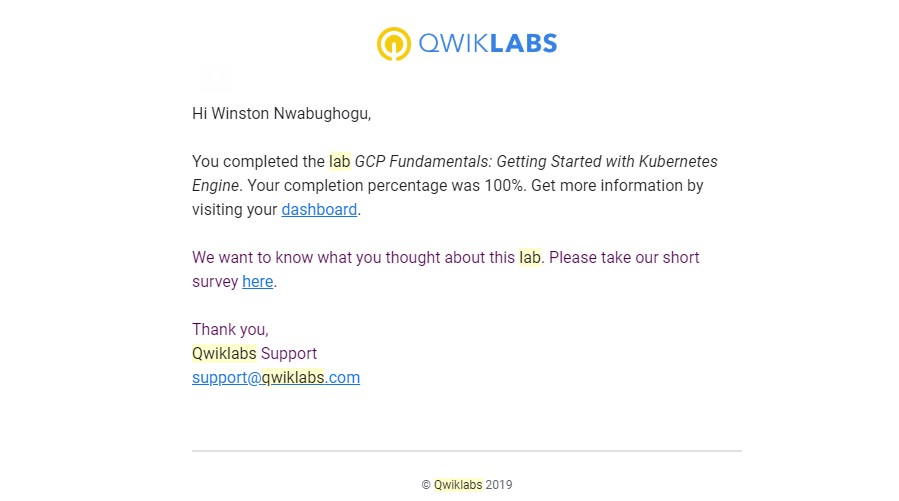 QWIKLABS
Hi Winston Nwabughogu,
You completed the lab GCP Fundamentals: Getting Started with Kubernetes
Engine. Your completion percentage was 100%. Get more information by
visiting your dashboard.
We want to know what you thought about this lab. Please take our short
survey here.
Thank you,
Qwiklabs Support
support@qwiklabs.com
© Qwiklabs 2019